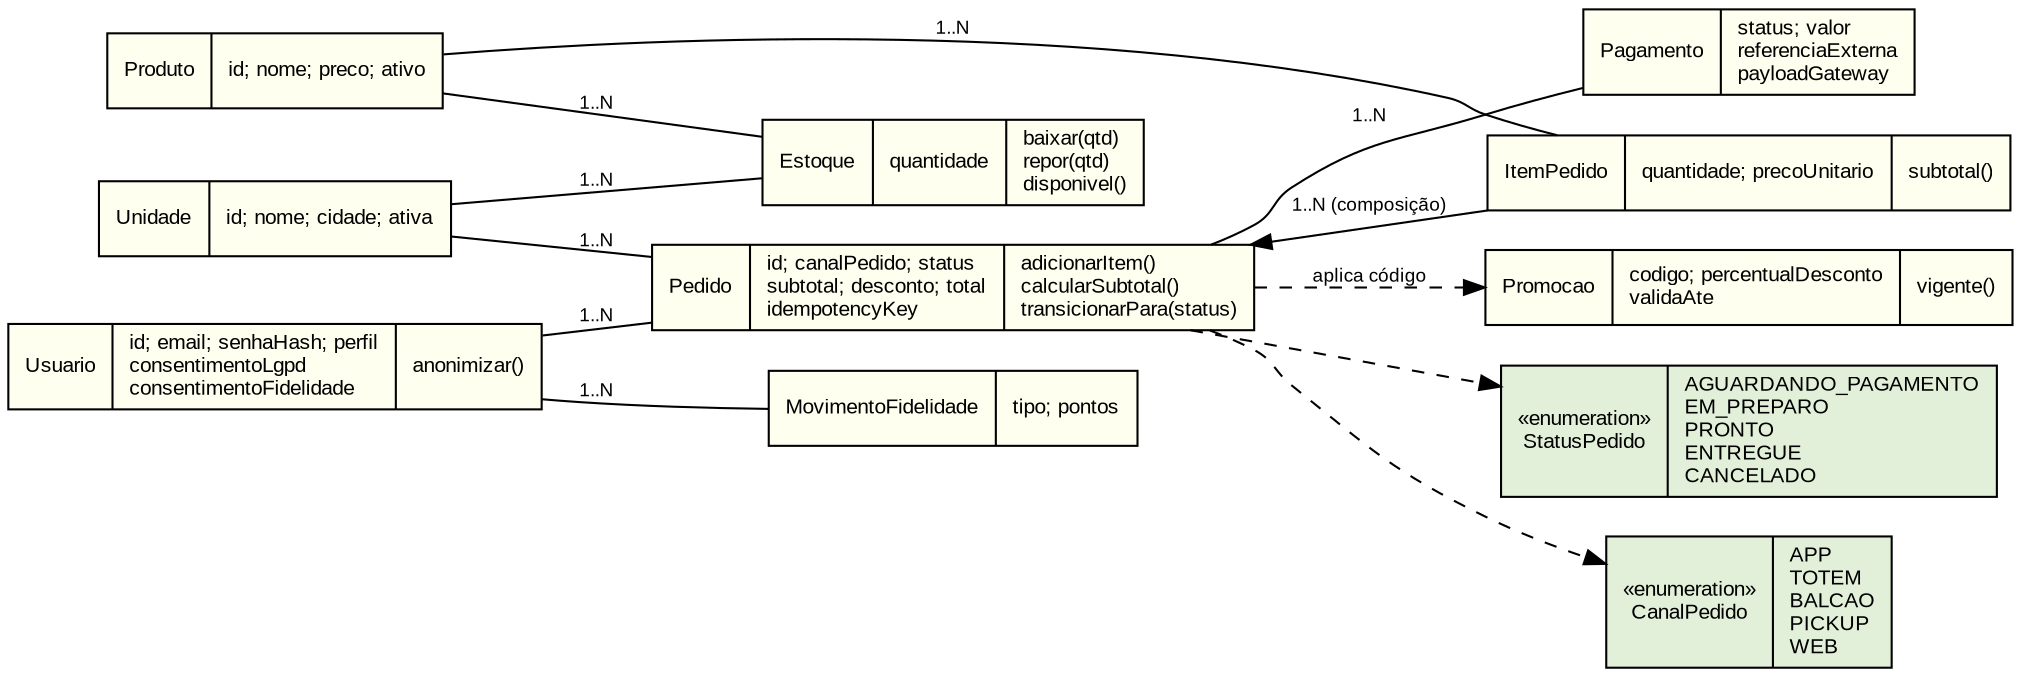 Produto
id; nome; preco; ativo
1..N
1..N
Unidade
id; nome; cidade; ativa
1..N
1..N
Usuario
id; email; senhaHash; perfil
consentimentoLgpd
consentimentoFidelidade
anonimizar()
1..N
1..N
Estoque
quantidade
baixar(qtd)
repor(qtd)
disponivel()
Pedido
id; canalPedido; status
subtotal; desconto; total
idempotencyKey
adicionarItem()
calcularSubtotal()
transicionarPara(status)
MovimentoFidelidade
tipo; pontos
1..N
1..N (composição)
aplica código
Pagamento
status; valor
referenciaExterna
payloadGateway
ItemPedido
quantidade; precoUnitario
subtotal()
Promocao
codigo; percentualDesconto
validaAte
vigente()
«enumeration»
StatusPedido
AGUARDANDO_PAGAMENTO
EM_PREPARO
PRONTO
ENTREGUE
CANCELADO
«enumeration»
CanalPedido
APP
TOTEM
BALCAO
PICKUP
WEB